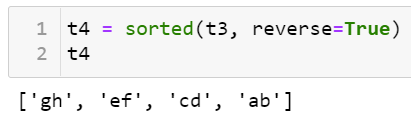 1 t4 = sorted(t3, reverse=True)
2 t4
['gh', 'ef', 'cd', 'ab']